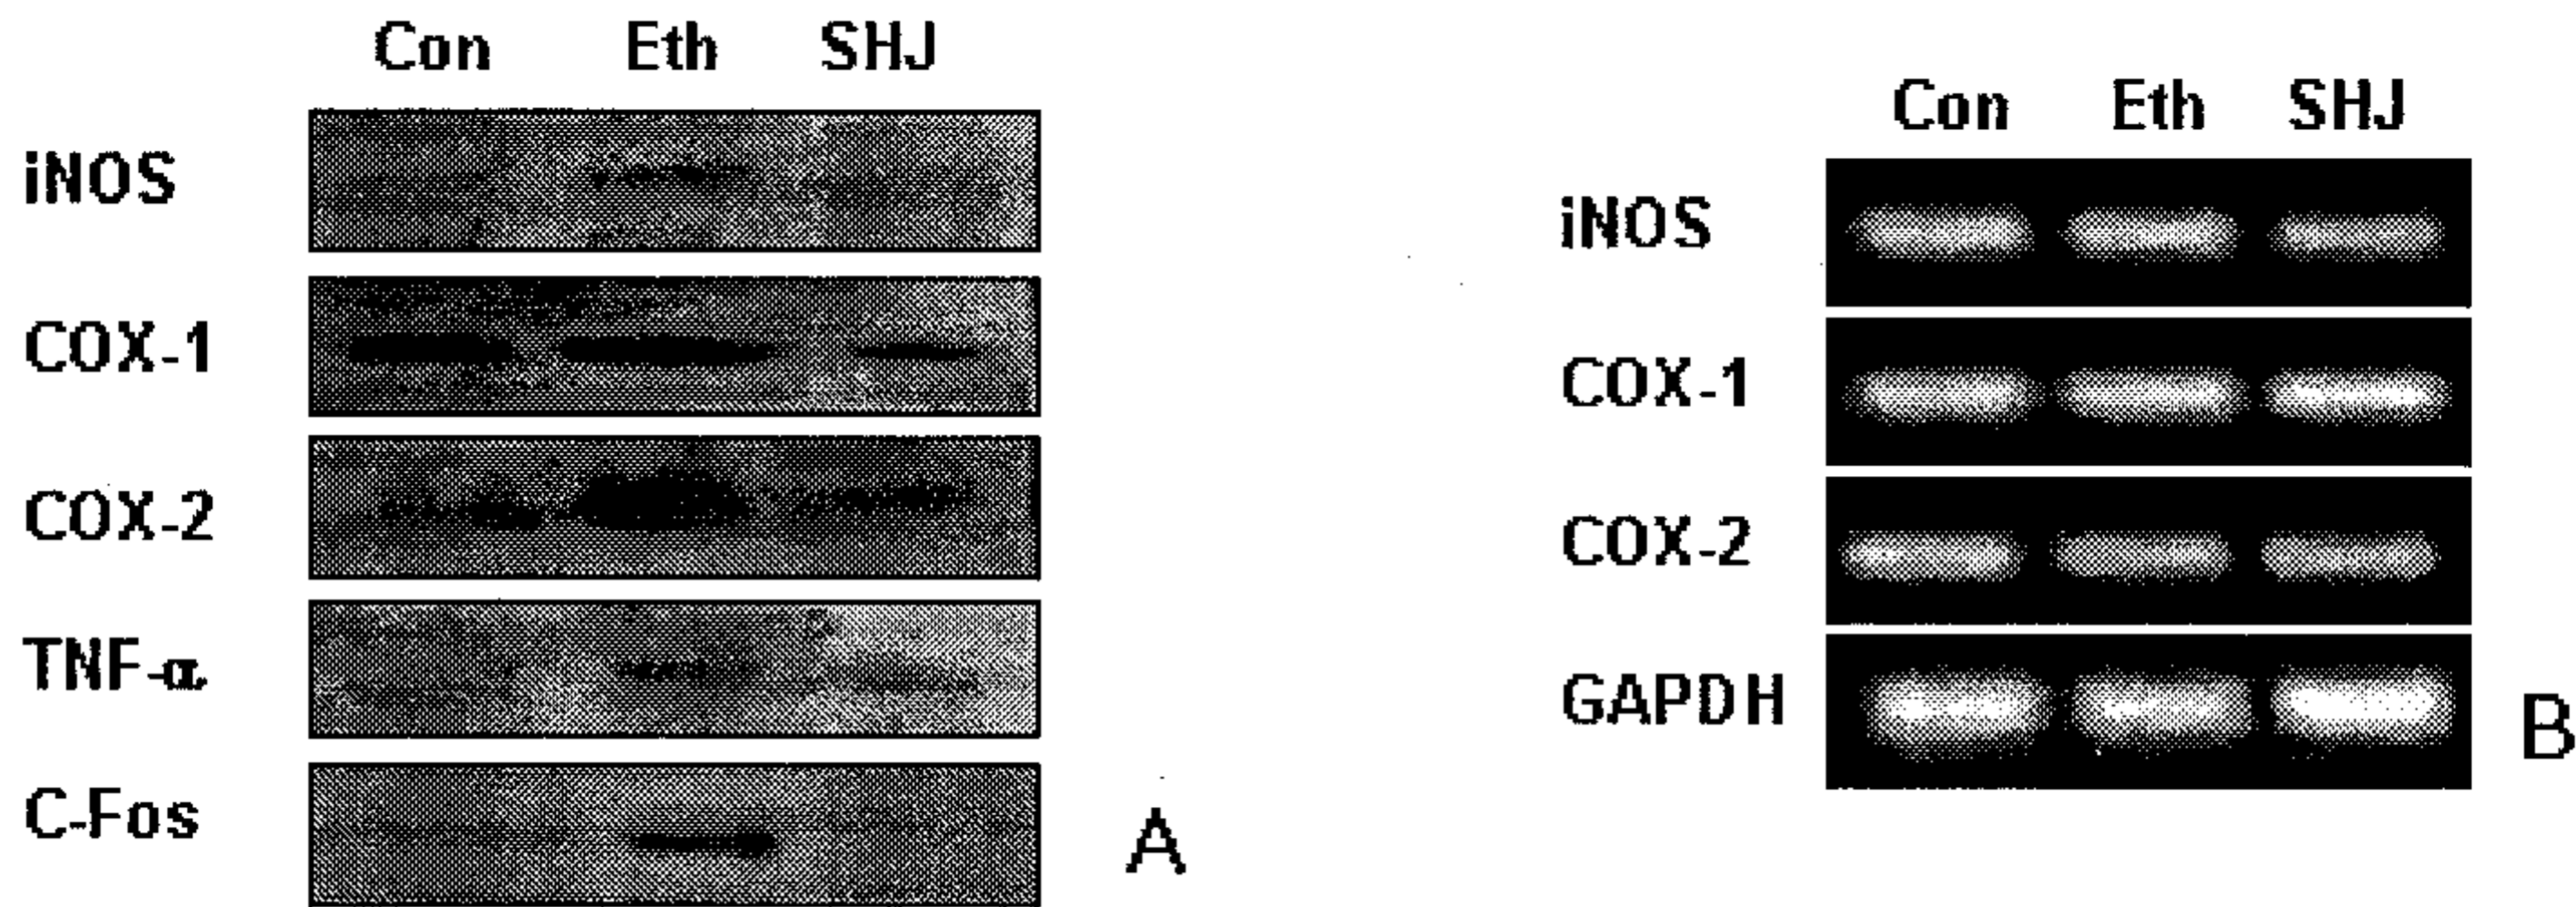 Con Eth SHJ
iNOS
COX-1
COX-2
TNF-α
C-Fos
A
Con Eth SHJ
iNOS
COX-1
COX-2
GAPDH
B